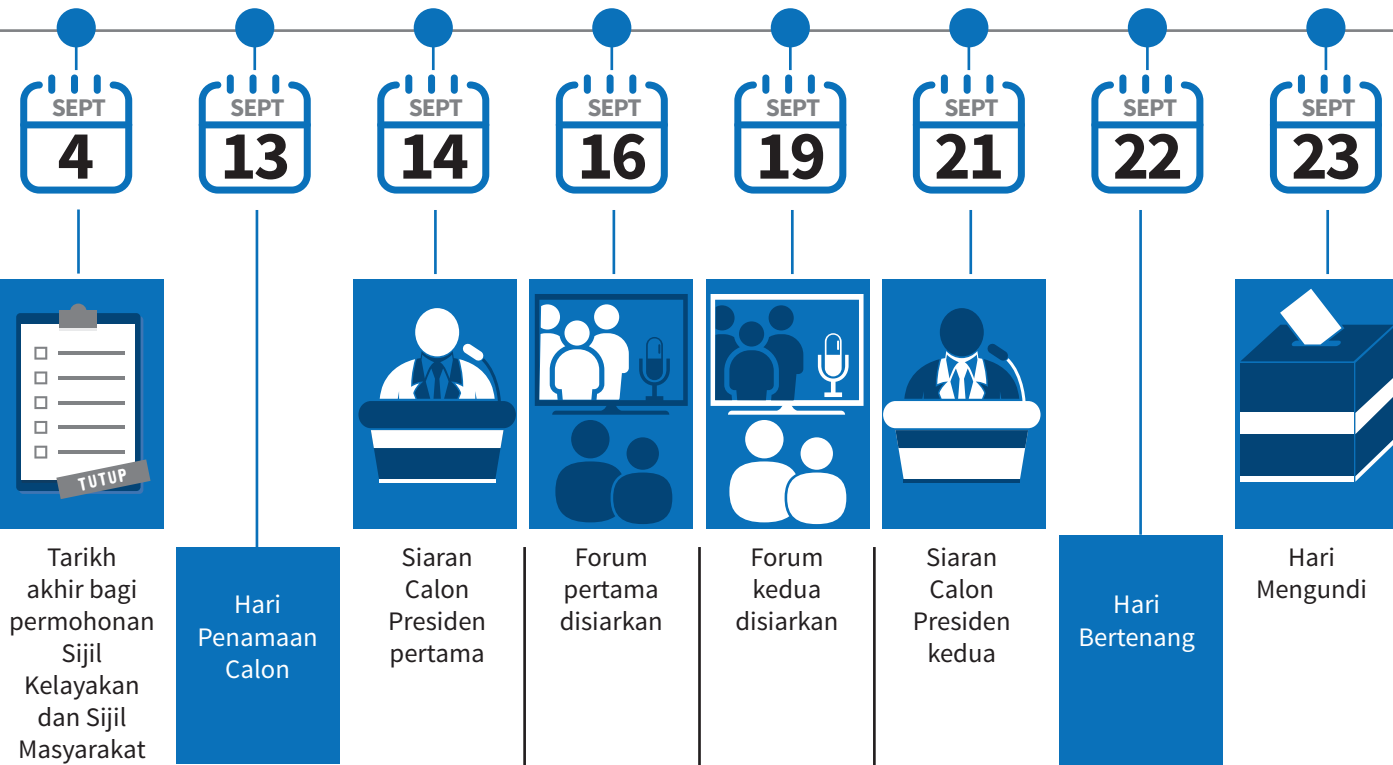 SEPT
4
SEPT
13
SEPT
14
SEPT
16
SEPT
19
SEPT
21
SEPT
22
SEPT
23
TUTUP
Tarikh
akhir bagi
permohonan
Sijil
Kelayakan
dan Sijil
Masyarakat
Hari
Penamaan
Calon
Siaran
Calon
Presiden
pertama
Forum
pertama
disiarkan
Forum
kedua
disiarkan
Siaran
Calon
Presiden
kedua
Hari
Bertenang
Hari
Mengundi